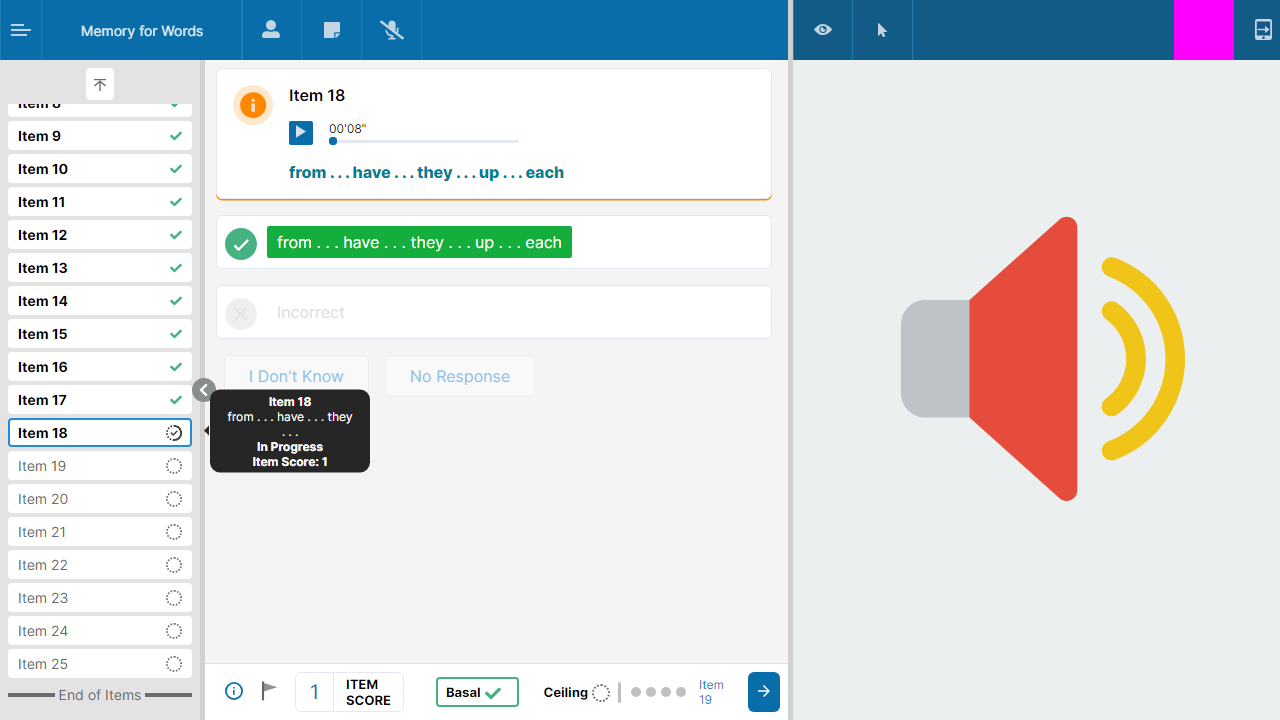 Memory for Words
Item 8
Item 9
Item 10
Item 11
Item 12
Item 13
Item 14
Item 15
Item 16
Item 17
Item 18
Item 19
Item 20
Item 21
Item 22
Item 23
Item 24
Item 25
End of Items
Item 18
00'08"
from . . . have . . . they . . . up . . . each
from . . . have . . . they . . . up . . . each
Incorrect
I Don't Know
No Response
Item 18
from . . . have . . . they
. . .
In Progress
Item Score: 1
1
ITEM
SCORE
Basal
Ceiling
Item
19